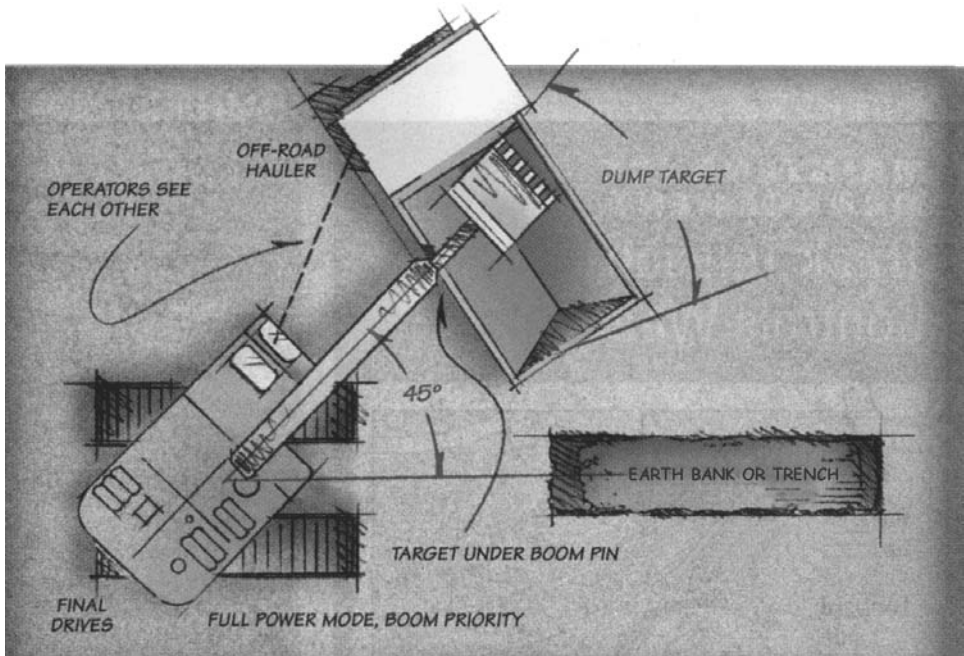 OFF-ROAD
HAULER
OPERATORS SEE
EACH OTHER
DUMP TARGET
45°
EARTH BANK OR TRENCH
TARGET UNDER BOOM PIN
FINAL
DRIVES
FULL POWER MODE, BOOM PRIORITY